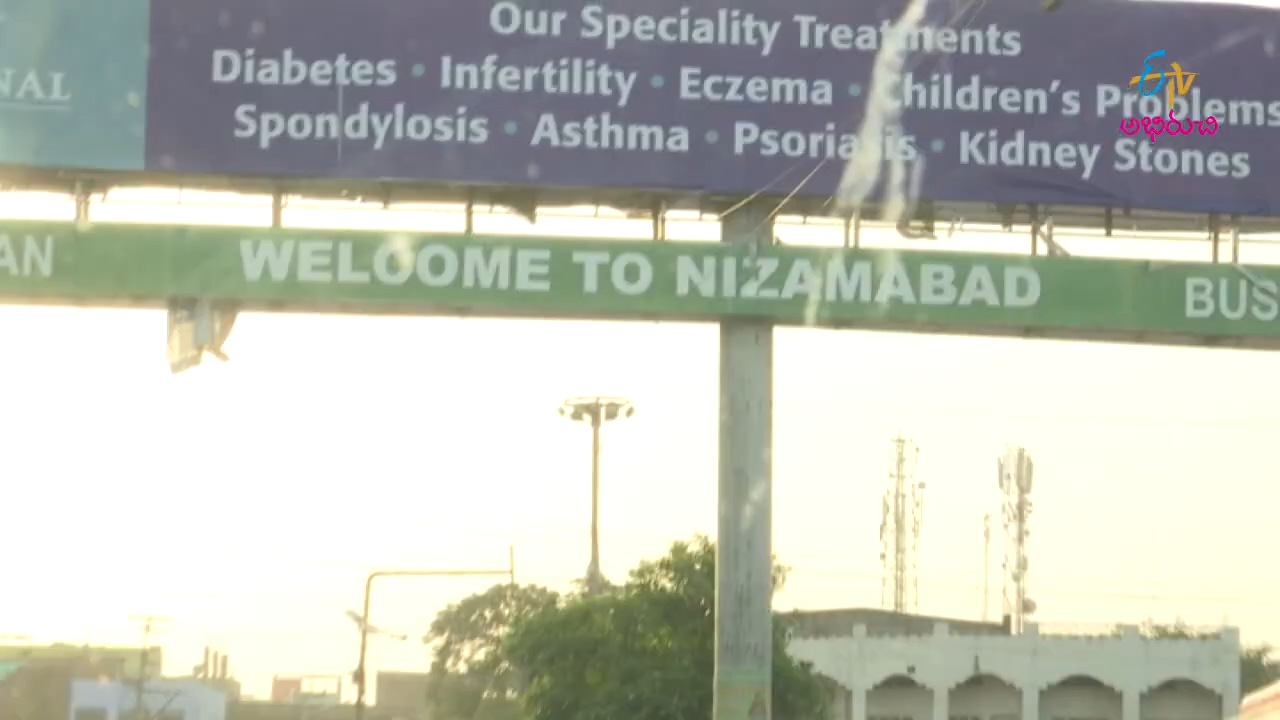 Our Speciality Treatments
Diabetes • Infertility • Eczema • Children's Problems
Spondylosis • Asthma • Psoriasis • Kidney Stones
NAL
ETV
అభిరుచి
AN WELCOME TO NIZAMABAD BUS